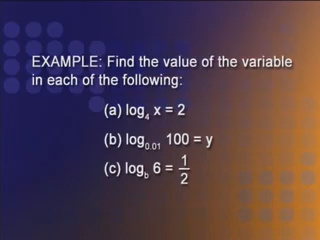 EXAMPLE: Find the value of the variable
in each of the following:
(a) log₄ x = 2
(b) log₀.₀₁ 100 = y
(c) log_b 6 = 1/2